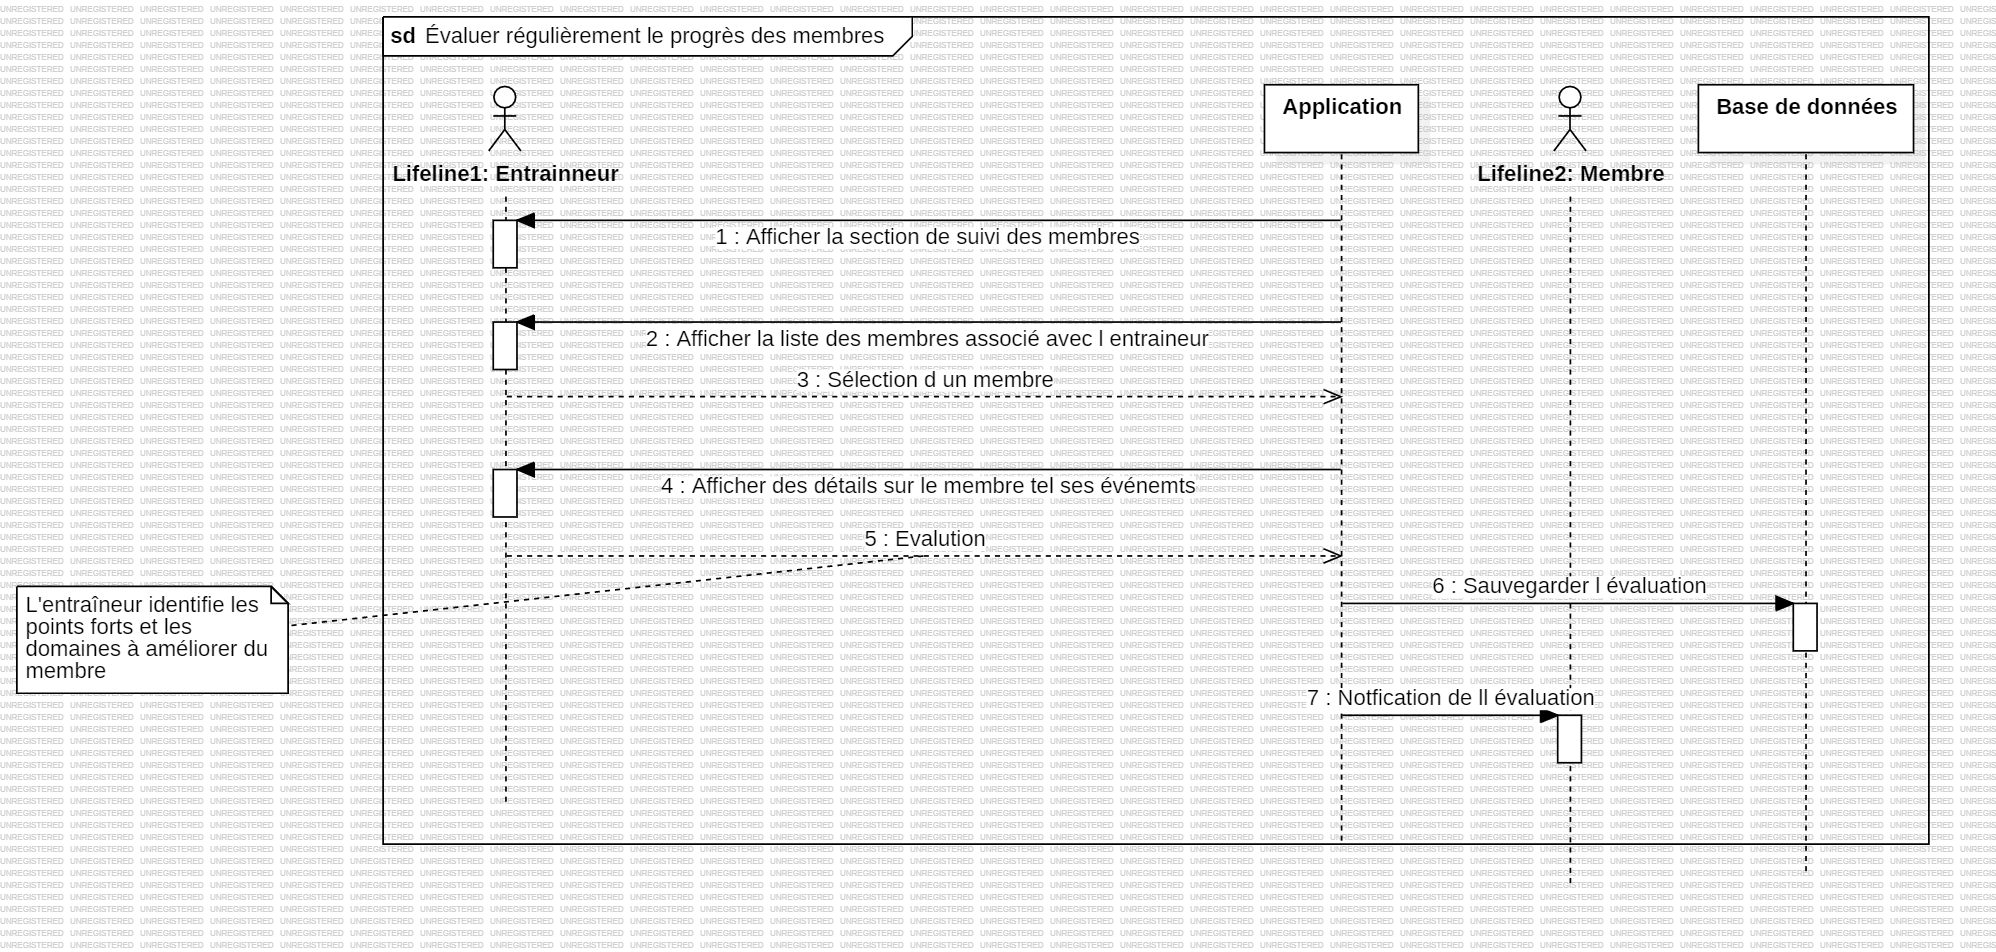 sd Évaluer régulièrement le progrès des membres
Application
Base de données
Lifeline1: Entrainneur
Lifeline2: Membre
1 : Afficher la section de suivi des membres
2 : Afficher la liste des membres associé avec l entraineur
3 : Sélection d un membre
4 : Afficher des détails sur le membre tel ses événemts
5 : Evalution
6 : Sauvegarder l évaluation
L'entraîneur identifie les
points forts et les
domaines à améliorer du
membre
7 : Notfication de ll évaluation
UNREGISTERED